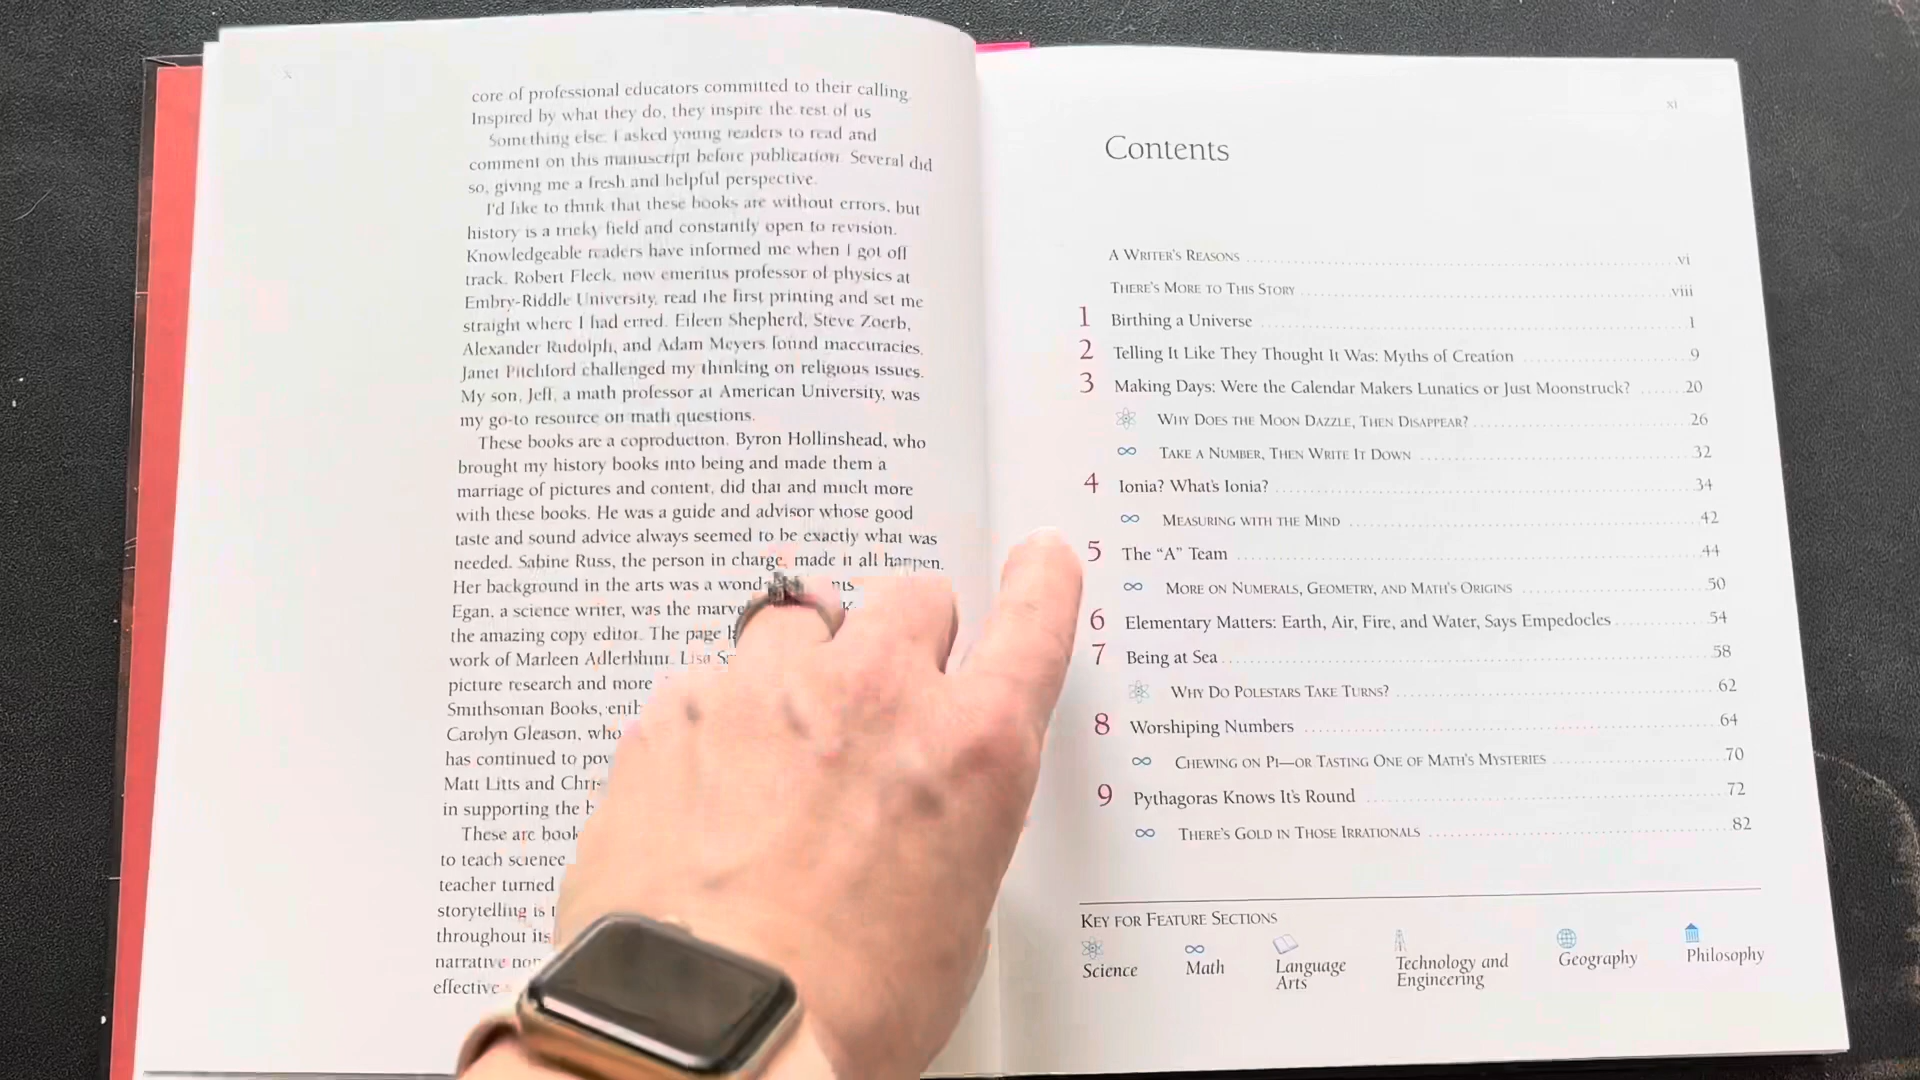 x
core of professional educators committed to their calling.
Inspired by what they do, they inspire the rest of us
Something else. I asked young readers to read and
comment on this manuscript before publication. Several did
so, giving me a fresh and helpful perspective.
I'd like to think that these books are without errors, but
history is a tricky field and constantly open to revision.
Knowledgeable readers have informed me when I got off
track. Robert Fleck, now emeritus professor of physics at
Embry-Riddle University, read the first printing and set me
straight where I had erred. Eileen Shepherd, Steve Zoerb,
Alexander Rudolph, and Adam Meyers found inaccuracies.
Janet Pitchford challenged my thinking on religious issues.
My son, Jeff, a math professor at American University, was
my go-to resource on math questions.
These books are a coproduction. Byron Hollinshead, who
brought my history books into being and made them a
marriage of pictures and content, did that and much more
with these books. He was a guide and advisor whose good
taste and sound advice always seemed to be exactly what was
needed. Sabine Russ, the person in charge, made it all happen.
Her background in the arts was a
Egan, a science writer, was the
the amazing copy editor. The page
work of Marleen Adlerblum. Lisa
picture research and more.
Smithsonian Books,
Carolyn Gleason, who
has continued to
Matt Litts and
in supporting the
These are
to teach science
teacher turned
storytelling is
throughout its
narrative
effective
xi
Contents
A Writer's Reasons vi
There's More to This Story viii
1 Birthing a Universe 1
2 Telling It Like They Thought It Was: Myths of Creation 9
3 Making Days: Were the Calendar Makers Lunatics or Just Moonstruck? 20
Why Does the Moon Dazzle, Then Disappear? 26
∞ Take a Number, Then Write It Down 32
4 Ionia? What's Ionia? 34
∞ Measuring with the Mind 42
5 The “A” Team 44
∞ More on Numerals, Geometry, and Math's Origins 50
6 Elementary Matters: Earth, Air, Fire, and Water, Says Empedocles 54
7 Being at Sea 58
Why Do Polestars Take Turns? 62
8 Worshiping Numbers 64
∞ Chewing on Pi—or Tasting One of Math's Mysteries 70
9 Pythagoras Knows It's Round 72
∞ There's Gold in Those Irrationals 82
Key for Feature Sections
Science
∞ Math
Language
Arts
Technology and
Engineering
Geography
Philosophy